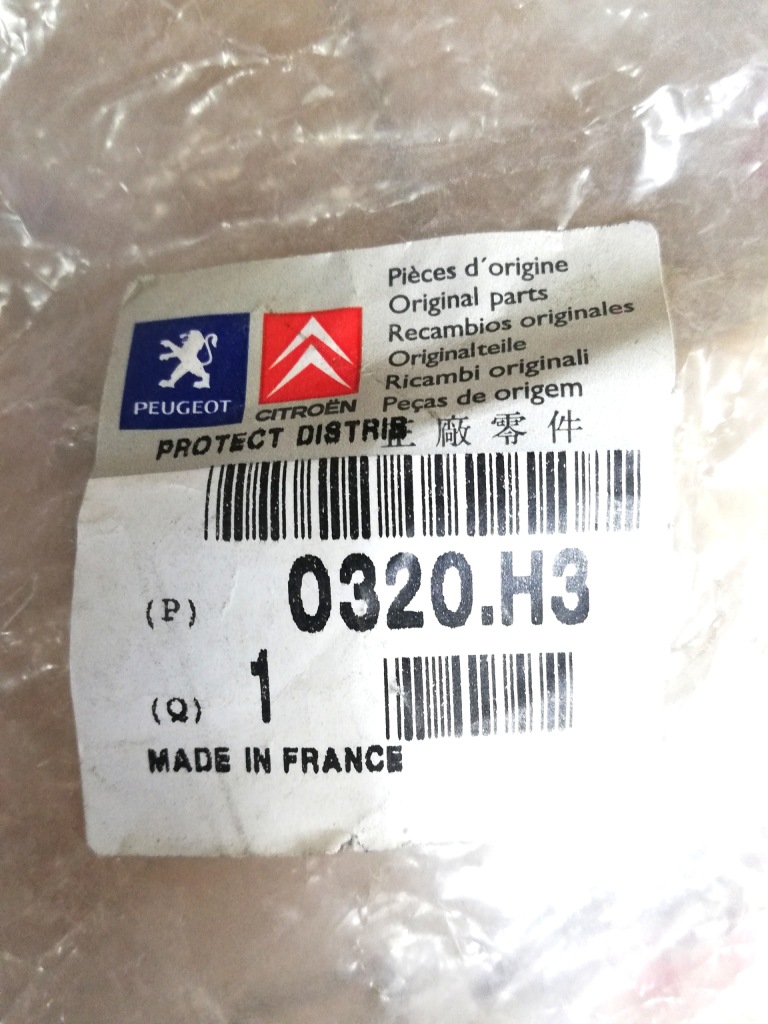 PEUGEOT
CITROËN
Pièces d´origine
Original parts
Recambios originales
Originalteile
Ricambi originali
Peças de origem
正廠零件
PROTECT DISTRIB
(P) 0320.H3
(Q) 1
MADE IN FRANCE